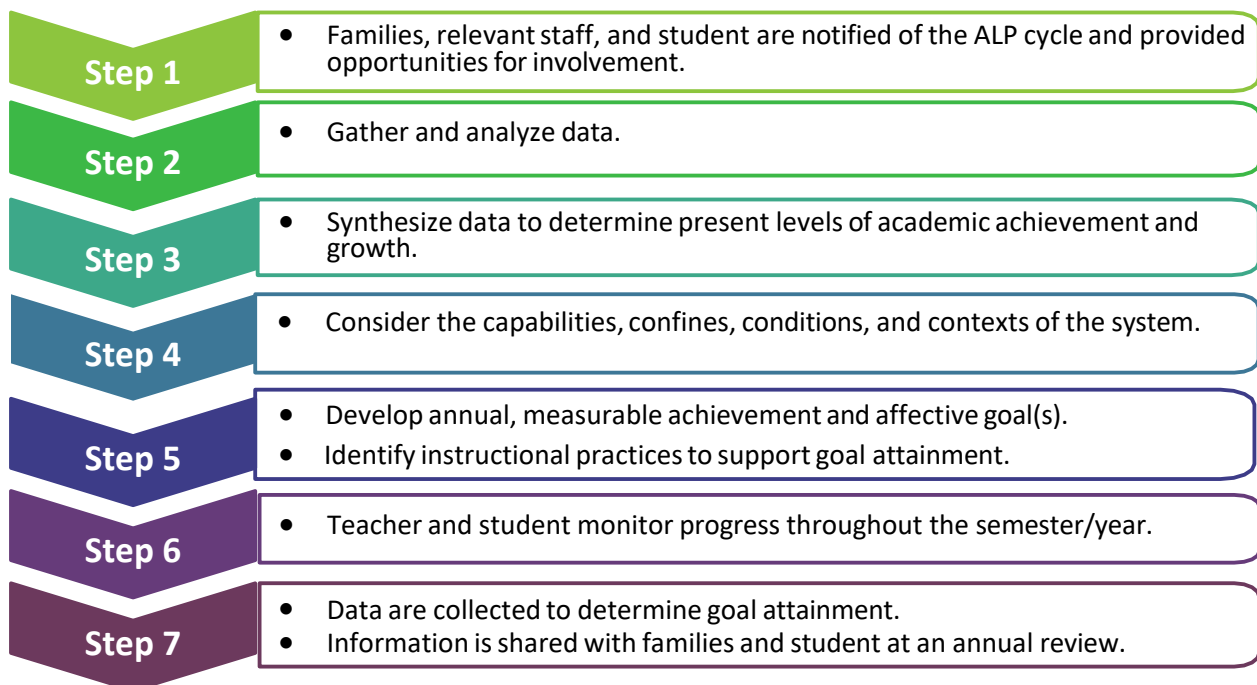 Step 1
• Families, relevant staff, and student are notified of the ALP cycle and provided
opportunities for involvement.
Step 2
• Gather and analyze data.
Step 3
• Synthesize data to determine present levels of academic achievement and
growth.
Step 4
• Consider the capabilities, confines, conditions, and contexts of the system.
Step 5
• Develop annual, measurable achievement and affective goal(s).
• Identify instructional practices to support goal attainment.
Step 6
• Teacher and student monitor progress throughout the semester/year.
Step 7
• Data are collected to determine goal attainment.
• Information is shared with families and student at an annual review.